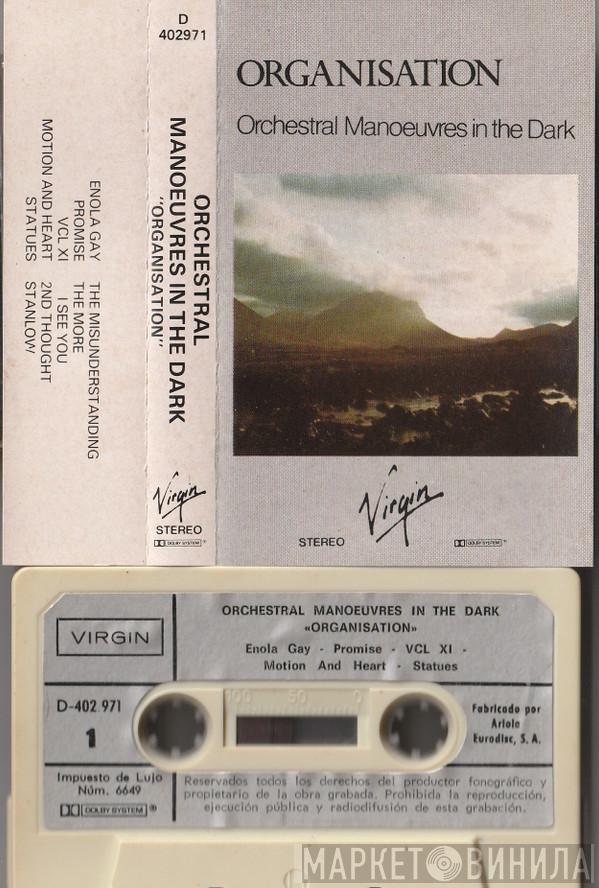 D
402971
ORGANISATION
Orchestral Manoeuvres in the Dark
ORCHESTRAL
MANOEUVRES IN THE DARK
"ORGANISATION"
ENOLA GAY
PROMISE
VCL XI
MOTION AND HEART
STATUES
THE MISUNDERSTANDING
THE MORE
I SEE YOU
2ND THOUGHT
STANLOW
Virgin
STEREO
DOLBY SYSTEM ®
STEREO
Virgin
DOLBY SYSTEM ®
VIRGiN
ORCHESTRAL MANOEUVRES IN THE DARK
«ORGANISATION»
Enola Gay - Promise - VCL XI -
Motion And Heart - Statues
D-402 971
1
100 50 0
Fabricado por
Ariola
Eurodisc, S. A.
Impuesto de Lujo
Núm. 6649
DOLBY SYSTEM ®
Reservados todos los derechos del productor fonográfico y
propietario de la obra grabada. Prohibida la reproducción,
ejecución pública y radiodifusión de esta grabación.
МАРКЕТ ВИНИЛА